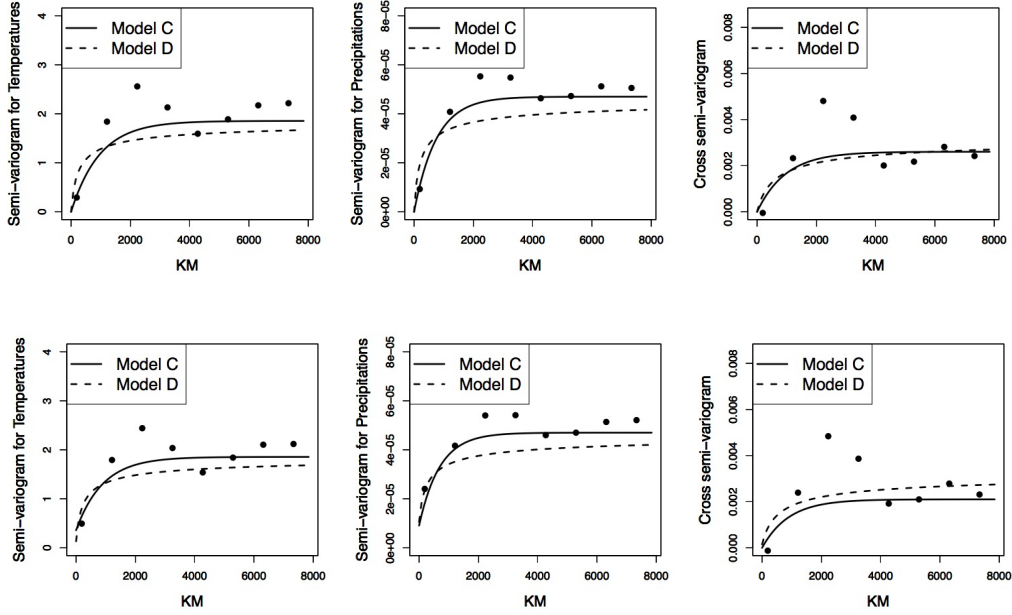 Semi−variogram for Temperatures
0 1 2 3 4
Model C
Model D
0 2000 4000 6000 8000
KM
Semi−variogram for Precipitations
0e+00 2e−05 4e−05 6e−05 8e−05
Model C
Model D
0 2000 4000 6000 8000
KM
Cross semi−variogram
0.000 0.002 0.004 0.006 0.008
Model C
Model D
0 2000 4000 6000 8000
KM
Semi−variogram for Temperatures
0 1 2 3 4
Model C
Model D
0 2000 4000 6000 8000
KM
Semi−variogram for Precipitations
0e+00 2e−05 4e−05 6e−05 8e−05
Model C
Model D
0 2000 4000 6000 8000
KM
Cross semi−variogram
0.000 0.002 0.004 0.006 0.008
Model C
Model D
0 2000 4000 6000 8000
KM